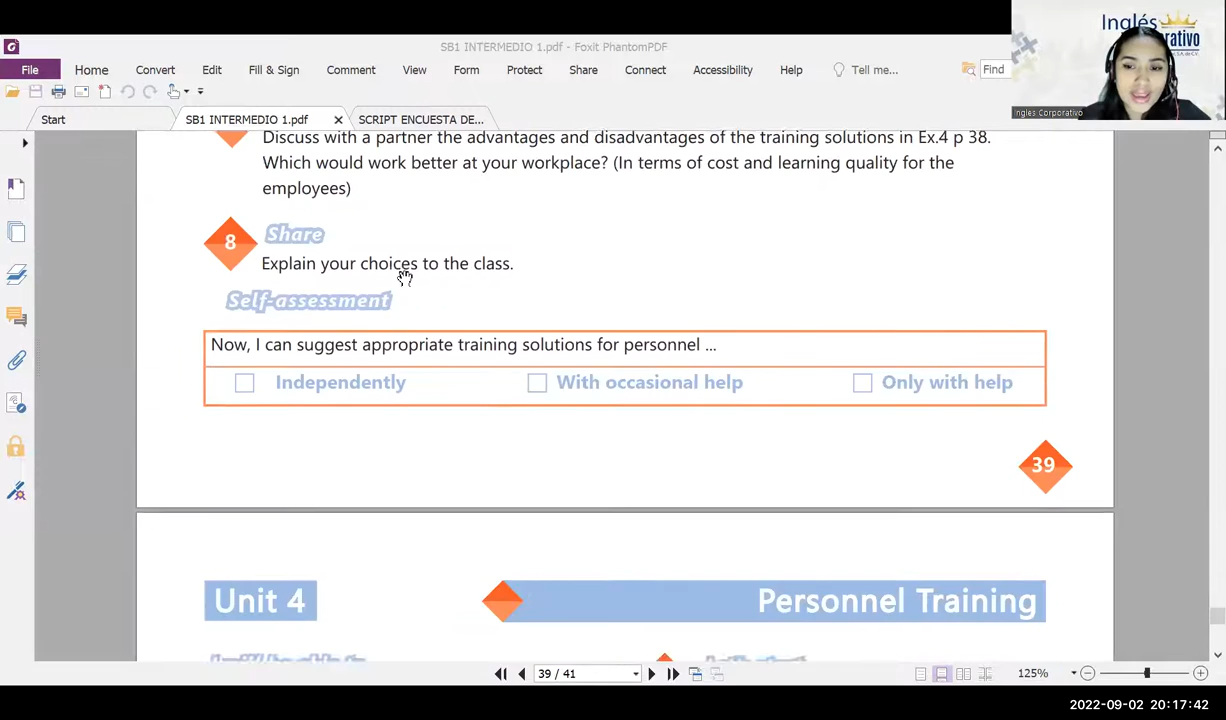 SB1 INTERMEDIO 1.pdf - Foxit PhantomPDF
Inglés
File Home Convert Edit Fill & Sign Comment View Form Protect Share Connect Accessibility Help Tell me... Find
Ingles Corporativo
Start SB1 INTERMEDIO 1.pdf SCRIPT ENCUESTA DE...
Discuss with a partner the advantages and disadvantages of the training solutions in Ex.4 p 38.
Which would work better at your workplace? (In terms of cost and learning quality for the
employees)
8 Share
Explain your choices to the class.
Self-assessment
Now, I can suggest appropriate training solutions for personnel ...
Independently With occasional help Only with help
39
Unit 4 Personnel Training
39 / 41 125%
2022-09-02 20:17:42